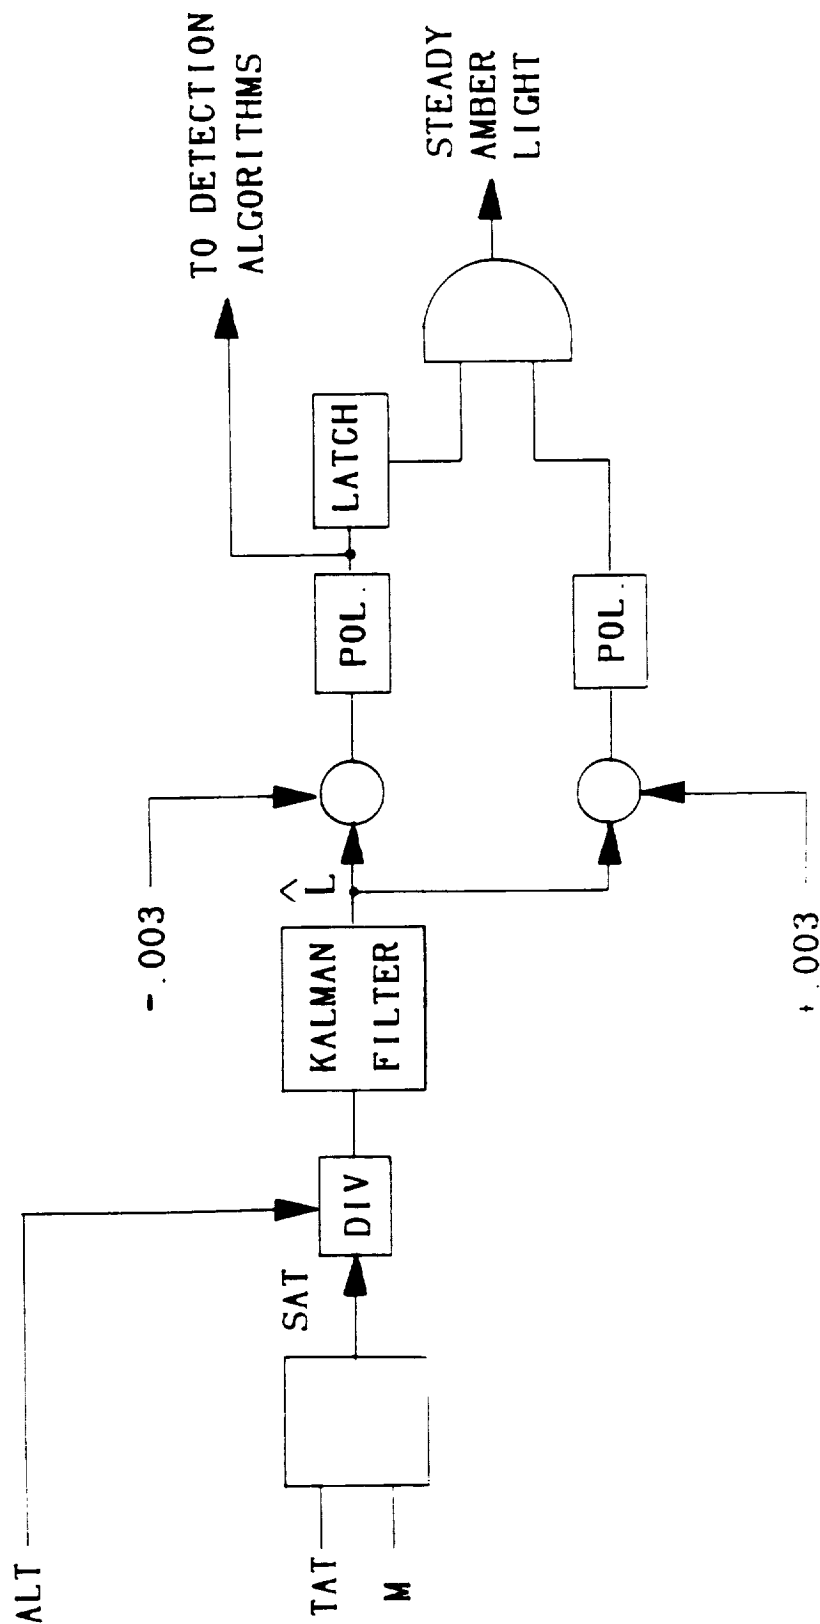 ALT
TAT
M
SAT
DIV
KALMAN
FILTER
^
L
-.003
+.003
POL.
POL.
LATCH
TO DETECTION
ALGORITHMS
STEADY
AMBER
LIGHT